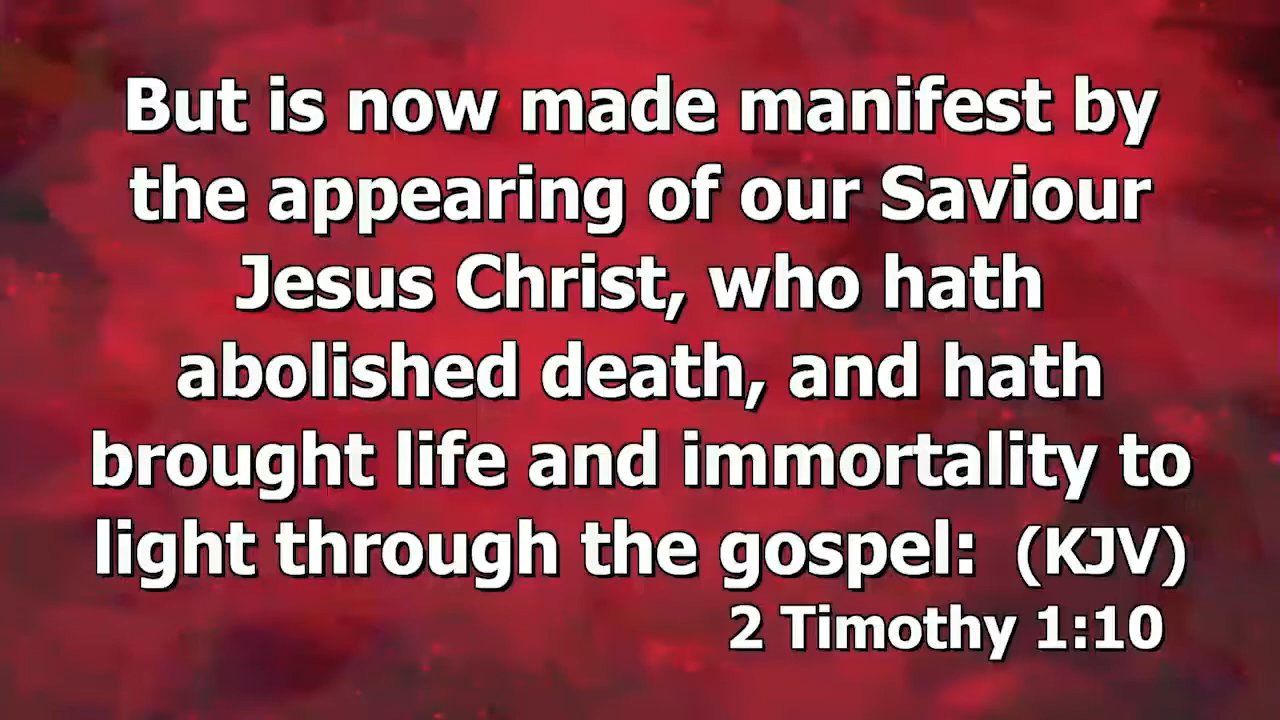 But is now made manifest by
the appearing of our Saviour
Jesus Christ, who hath
abolished death, and hath
brought life and immortality to
light through the gospel: (KJV)
2 Timothy 1:10